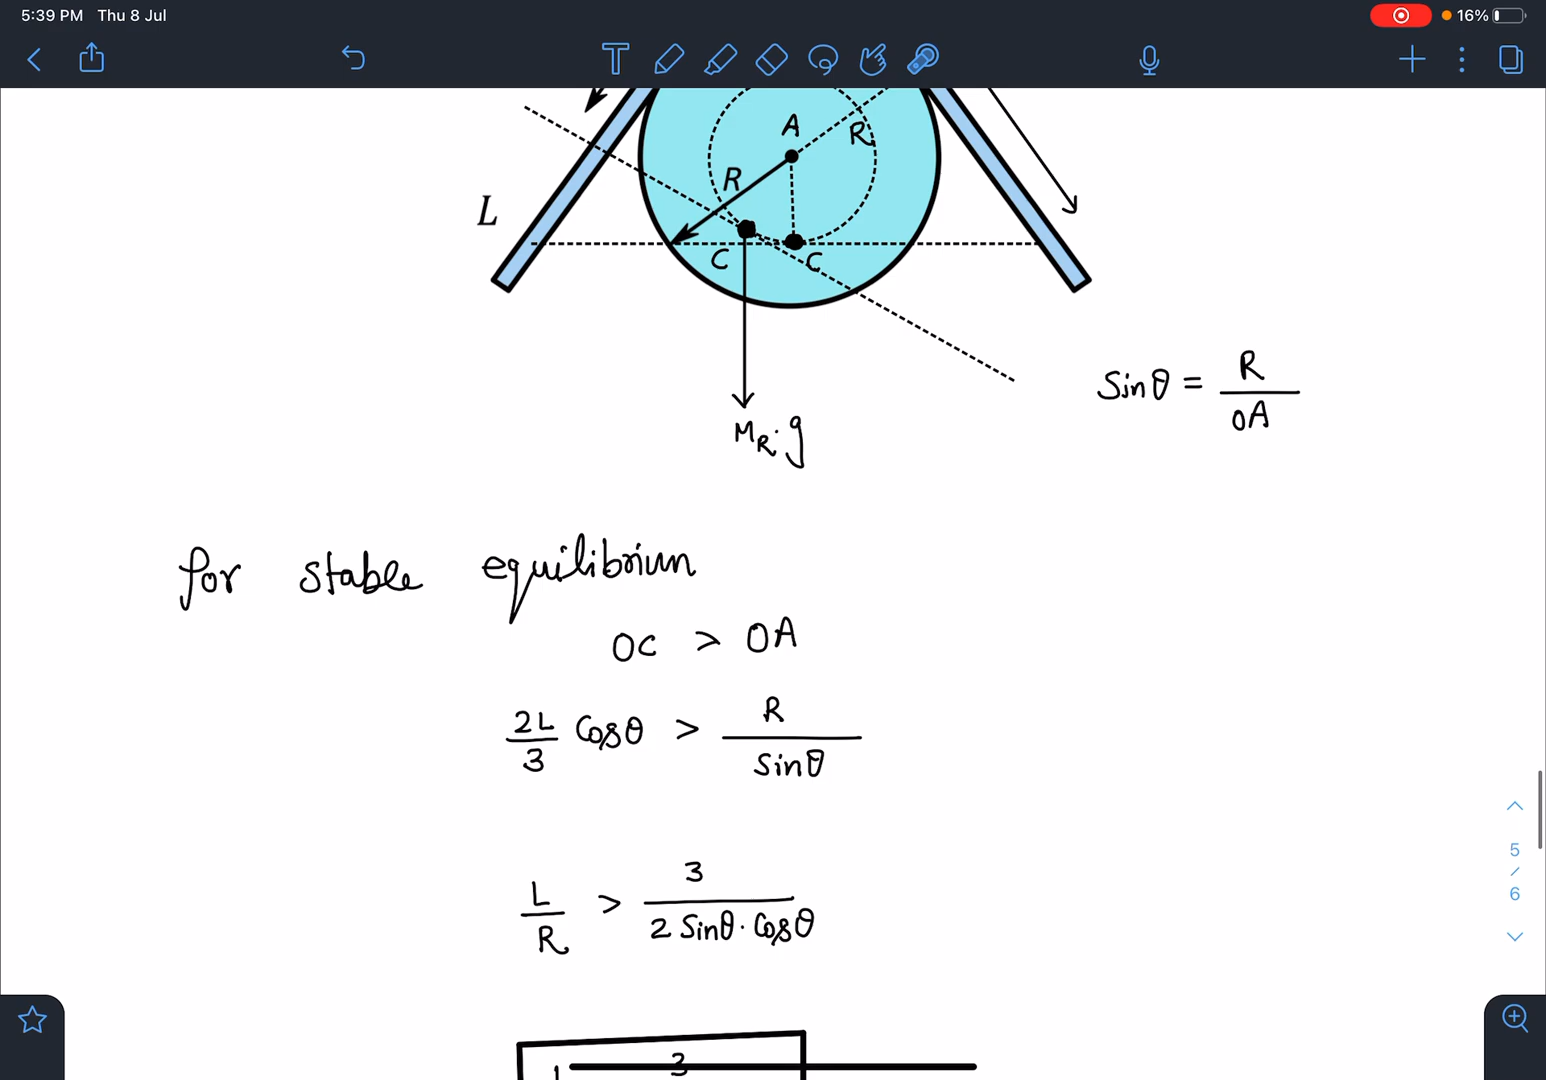 5:39 PM Thu 8 Jul
16%
T
A
R
R
L
C
C
M_R·g
Sinθ = R / OA
for stable equilibrium
OC > OA
2L/3 Cosθ > R / Sinθ
L/R > 3 / 2 Sinθ·Cosθ
5 / 6
3